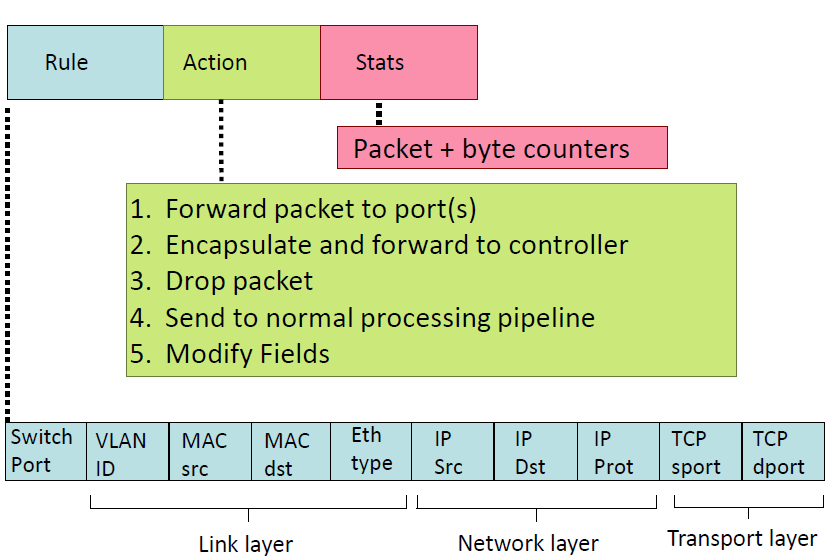 Rule Action Stats
Packet + byte counters
1. Forward packet to port(s)
2. Encapsulate and forward to controller
3. Drop packet
4. Send to normal processing pipeline
5. Modify Fields
Switch Port
VLAN ID
MAC src
MAC dst
Eth type
IP Src
IP Dst
IP Prot
TCP sport
TCP dport
Link layer
Network layer
Transport layer